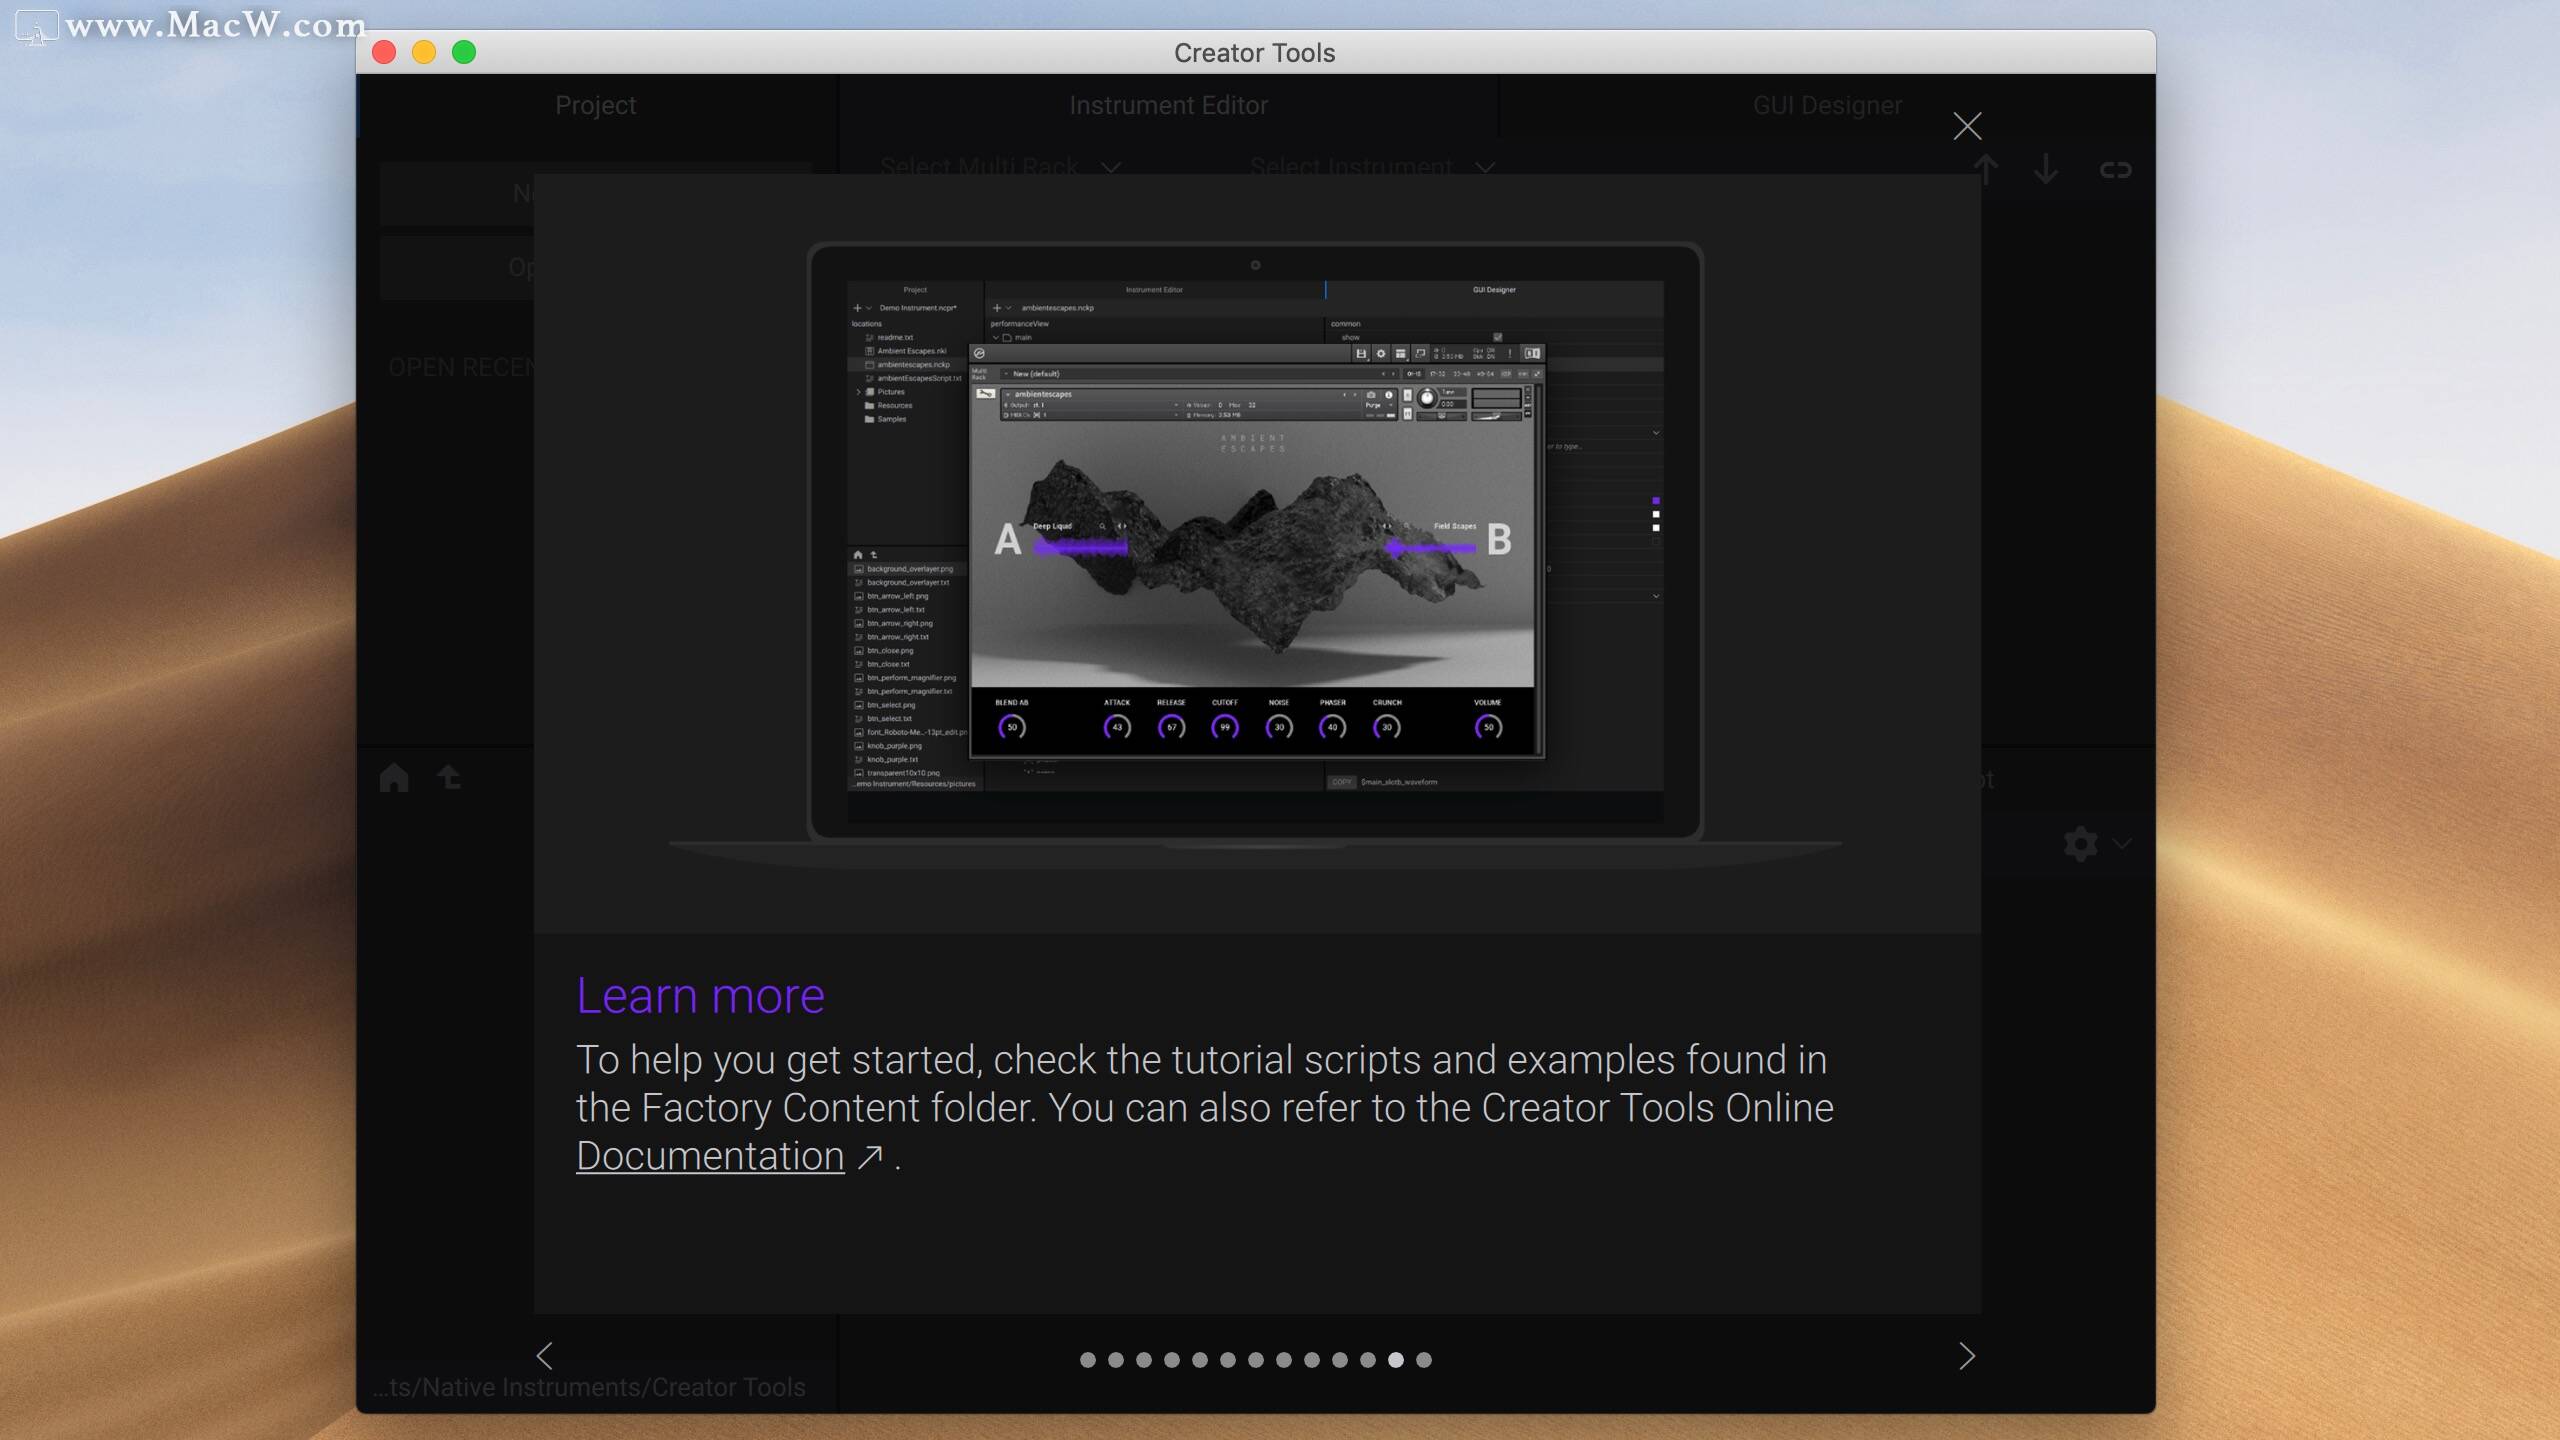 www.MacW.com
Creator Tools
Project
Instrument Editor
GUI Designer
Select Multi Rack
Select Instrument
OPEN RECEN
Project
Instrument Editor
GUI Designer
Demo Instrument.ncpr*
ambientescapes.nckp
locations
performanceView
common
readme.txt
main
show
Ambient Escapes.nki
ambientescapes.nckp
ambientEscapesScript.txt
Pictures
Resources
Samples
New (default)
ambientescapes
Purge
AMBIENT
ESCAPES
A
Deep Liquid
Field Scapes
B
background_overlayer.png
background_overlayer.txt
btn_arrow_left.png
btn_arrow_left.txt
btn_arrow_right.png
btn_arrow_right.txt
btn_close.png
btn_close.txt
btn_perform_magnifier.png
btn_perform_magnifier.txt
btn_select.png
btn_select.txt
font_Roboto-Me...-13pt_edit.pn
knob_purple.png
knob_purple.txt
transparent10x10.png
...emo Instrument/Resources/pictures
BLEND AB
ATTACK
RELEASE
CUTOFF
NOISE
PHASER
CRUNCH
VOLUME
50
43
67
99
30
40
30
50
COPY
$main_slctb_waveform
Learn more
To help you get started, check the tutorial scripts and examples found in
the Factory Content folder. You can also refer to the Creator Tools Online
Documentation ↗ .
...ts/Native Instruments/Creator Tools